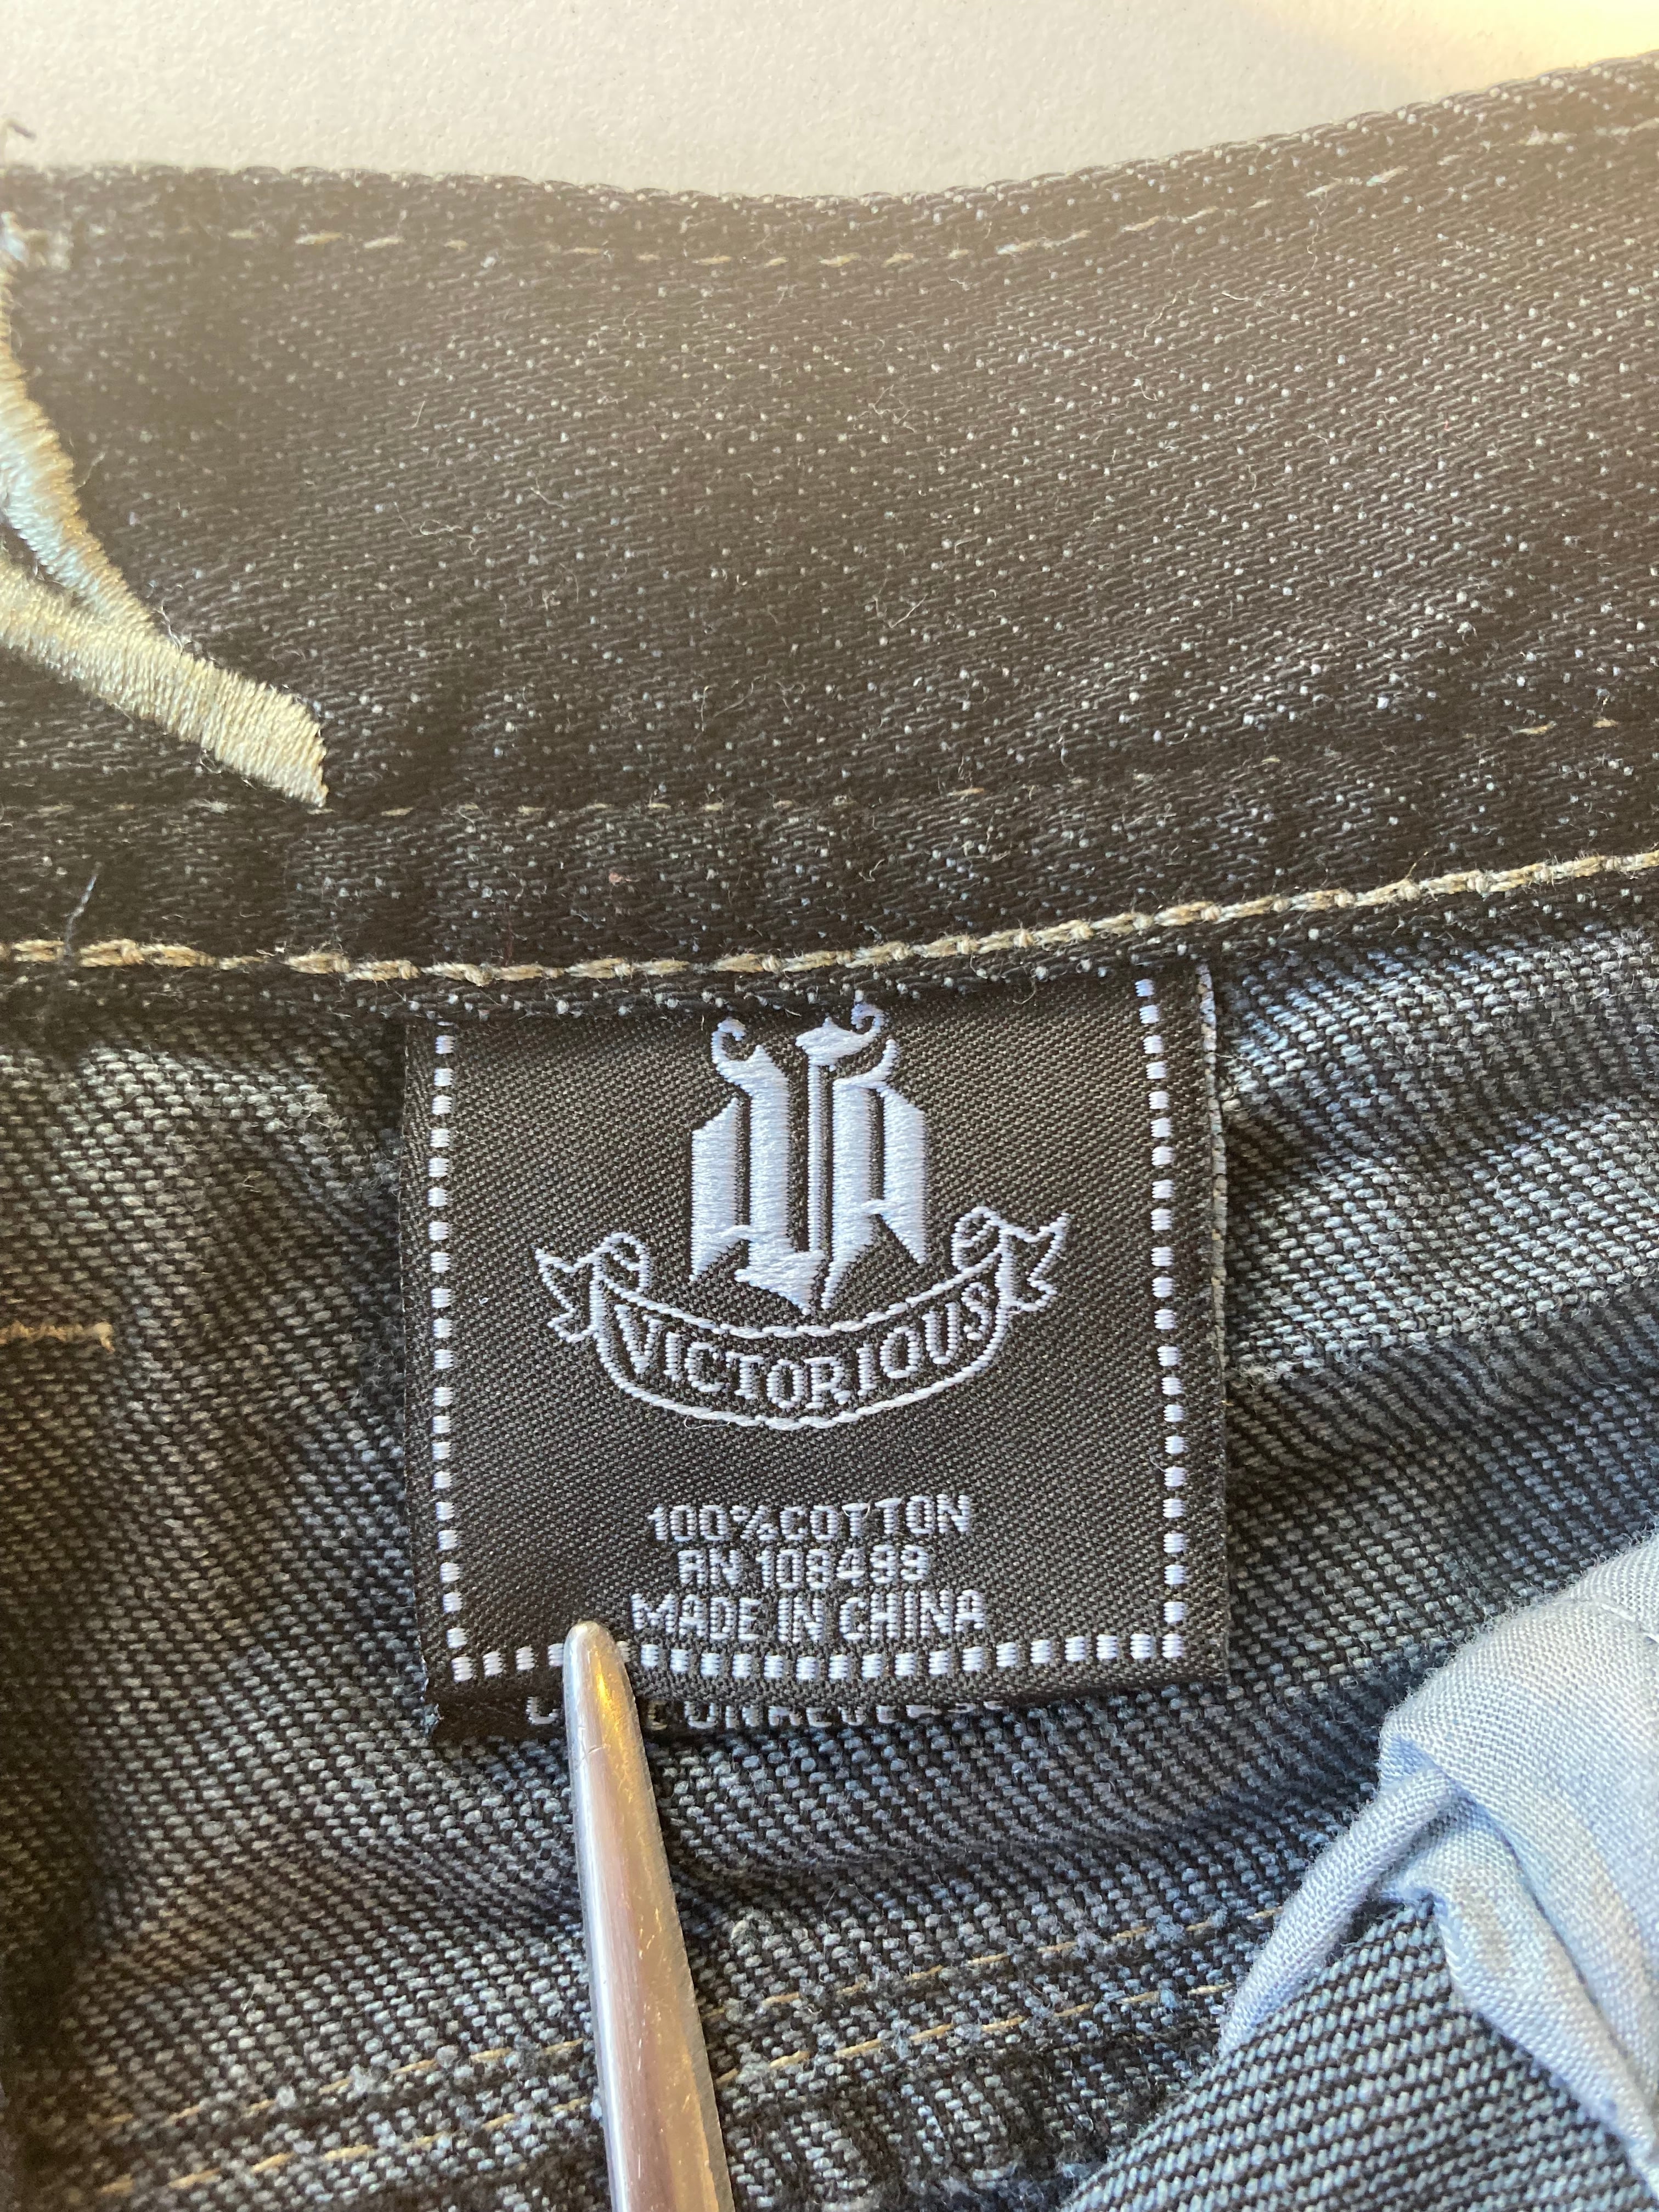 VICTORIOUS
100% COTTON
RN 108499
MADE IN CHINA